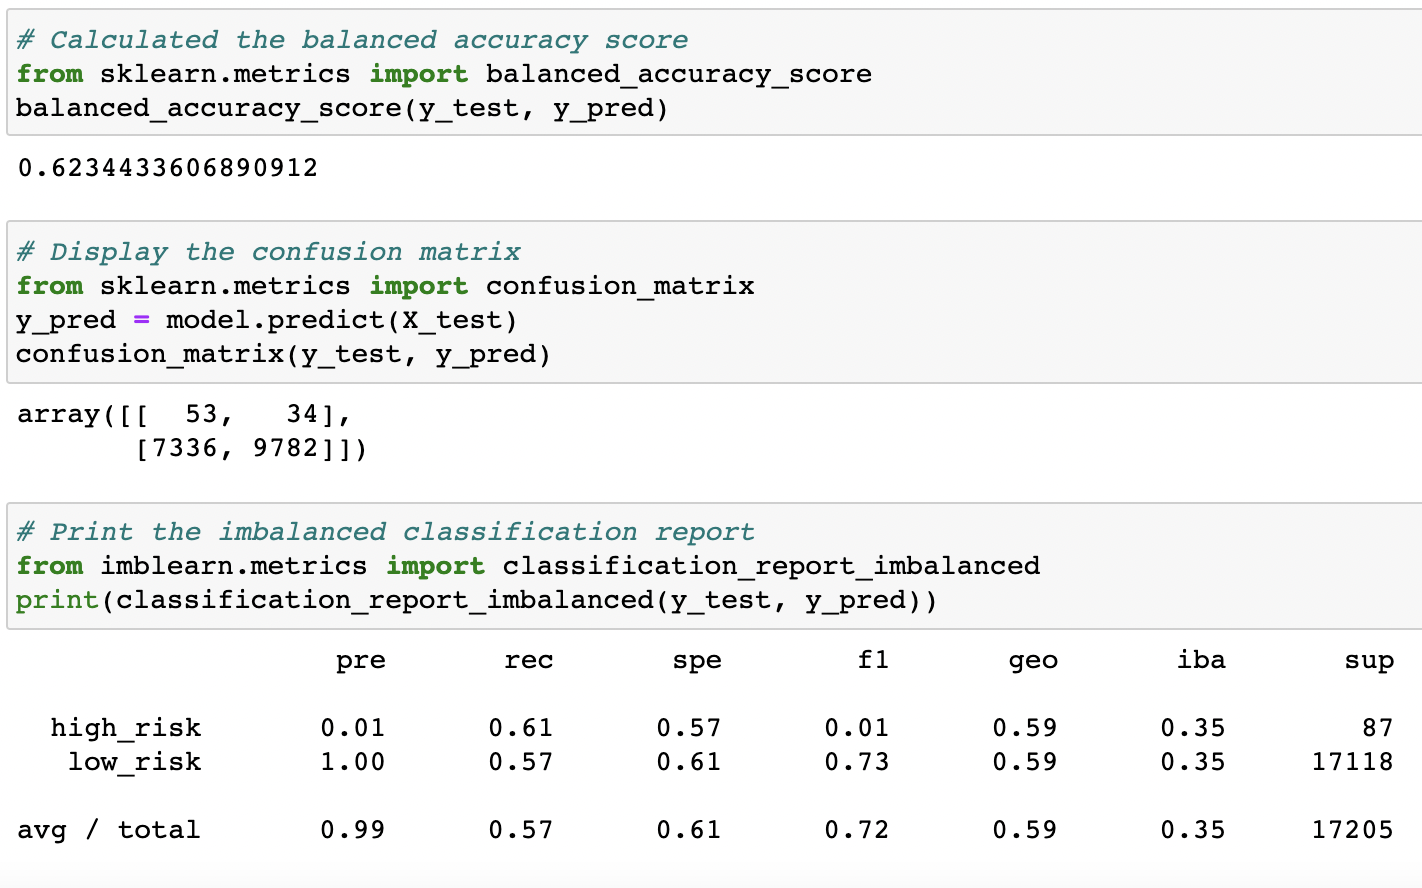 # Calculated the balanced accuracy score
from sklearn.metrics import balanced_accuracy_score
balanced_accuracy_score(y_test, y_pred)
0.6234433606890912
# Display the confusion matrix
from sklearn.metrics import confusion_matrix
y_pred = model.predict(X_test)
confusion_matrix(y_test, y_pred)
array([[  53,   34],
       [7336, 9782]])
# Print the imbalanced classification report
from imblearn.metrics import classification_report_imbalanced
print(classification_report_imbalanced(y_test, y_pred))
                   pre       rec       spe        f1       geo       iba       sup
  high_risk       0.01      0.61      0.57      0.01      0.59      0.35        87
   low_risk       1.00      0.57      0.61      0.73      0.59      0.35     17118
avg / total       0.99      0.57      0.61      0.72      0.59      0.35     17205